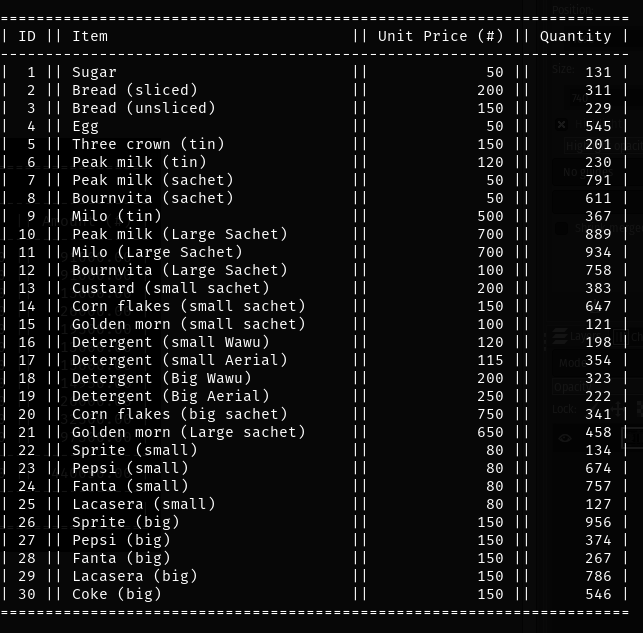 ======================================================================
| ID || Item                           || Unit Price (#) || Quantity |
----------------------------------------------------------------------
|  1 || Sugar                          ||             50 ||      131 |
|  2 || Bread (sliced)                 ||            200 ||      311 |
|  3 || Bread (unsliced)               ||            150 ||      229 |
|  4 || Egg                            ||             50 ||      545 |
|  5 || Three crown (tin)              ||            150 ||      201 |
|  6 || Peak milk (tin)                ||            120 ||      230 |
|  7 || Peak milk (sachet)             ||             50 ||      791 |
|  8 || Bournvita (sachet)             ||             50 ||      611 |
|  9 || Milo (tin)                     ||            500 ||      367 |
| 10 || Peak milk (Large Sachet)       ||            700 ||      889 |
| 11 || Milo (Large Sachet)            ||            700 ||      934 |
| 12 || Bournvita (Large Sachet)       ||            100 ||      758 |
| 13 || Custard (small sachet)         ||            200 ||      383 |
| 14 || Corn flakes (small sachet)     ||            150 ||      647 |
| 15 || Golden morn (small sachet)     ||            100 ||      121 |
| 16 || Detergent (small Wawu)         ||            120 ||      198 |
| 17 || Detergent (small Aerial)       ||            115 ||      354 |
| 18 || Detergent (Big Wawu)           ||            200 ||      323 |
| 19 || Detergent (Big Aerial)         ||            250 ||      222 |
| 20 || Corn flakes (big sachet)       ||            750 ||      341 |
| 21 || Golden morn (Large sachet)     ||            650 ||      458 |
| 22 || Sprite (small)                 ||             80 ||      134 |
| 23 || Pepsi (small)                  ||             80 ||      674 |
| 24 || Fanta (small)                  ||             80 ||      757 |
| 25 || Lacasera (small)               ||             80 ||      127 |
| 26 || Sprite (big)                   ||            150 ||      956 |
| 27 || Pepsi (big)                    ||            150 ||      374 |
| 28 || Fanta (big)                    ||            150 ||      267 |
| 29 || Lacasera (big)                 ||            150 ||      786 |
| 30 || Coke (big)                     ||            150 ||      546 |
======================================================================